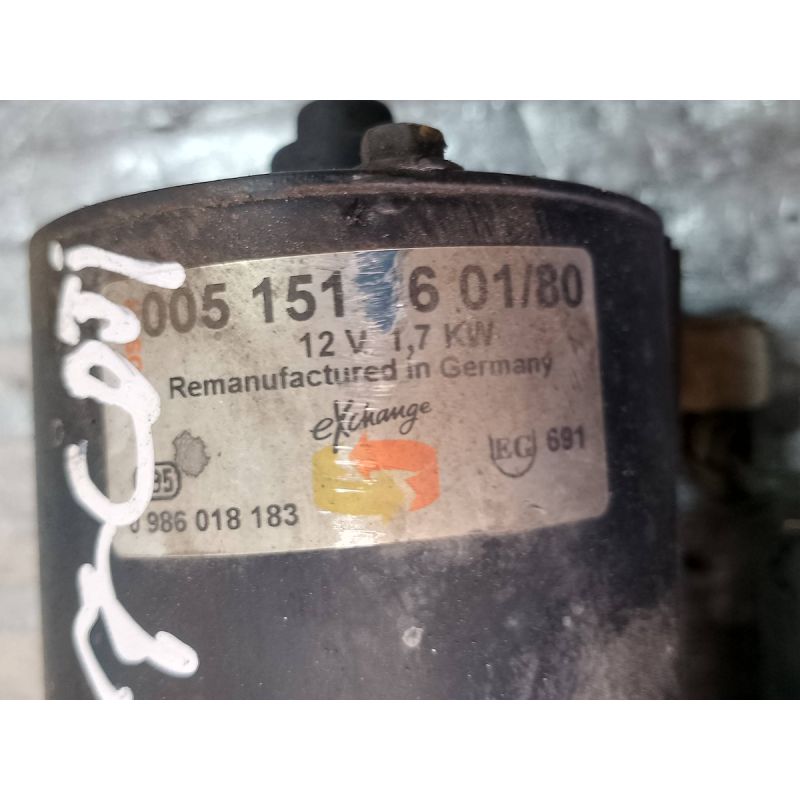 005 151 6 01/80
12 V 1,7 KW
Remanufactured in Germany
eXchange
EG 691
95
0 986 018 183